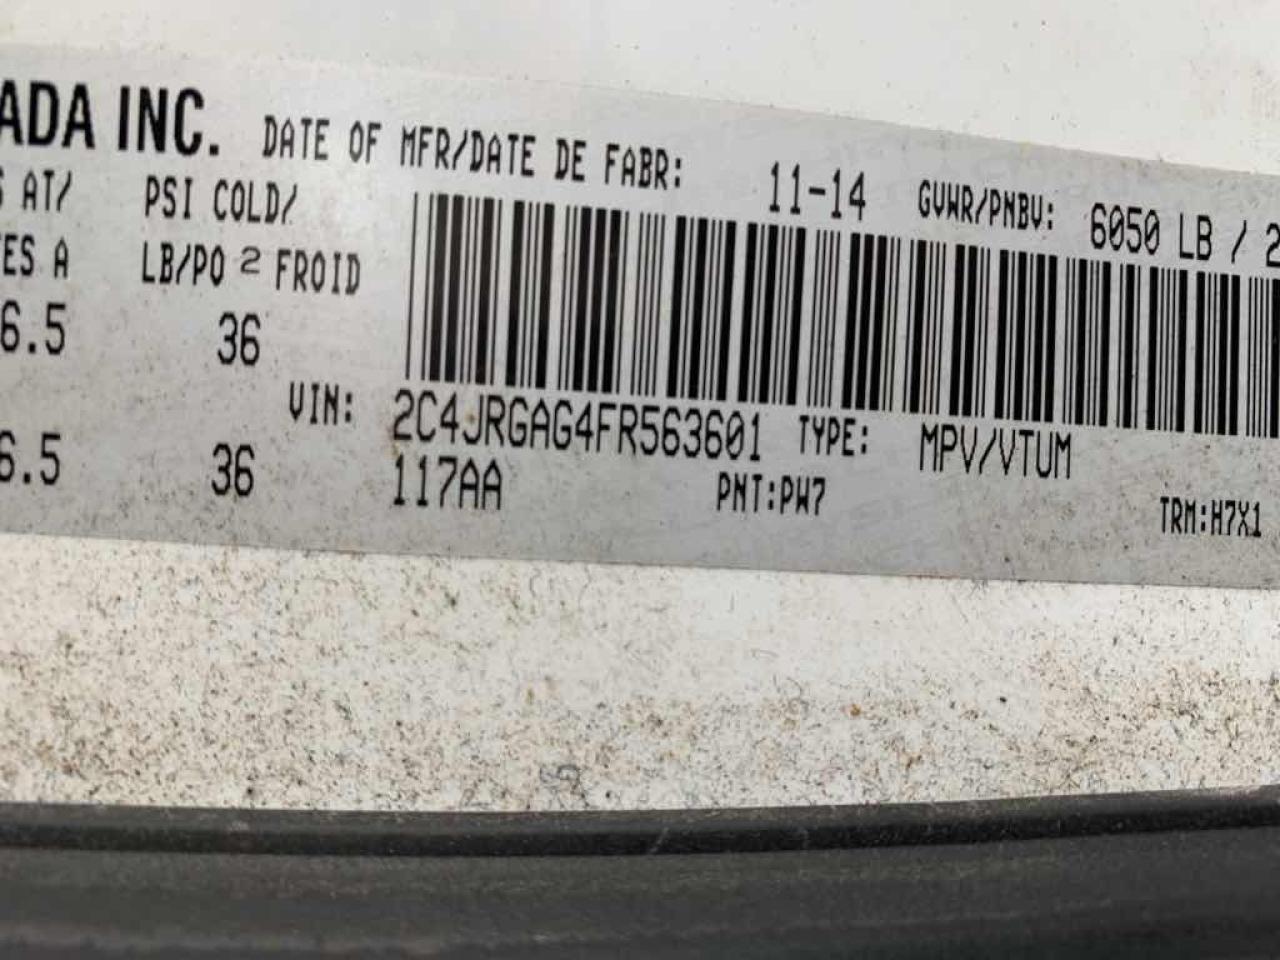 ADA INC. DATE OF MFR/DATE DE FABR: 11-14 GVWR/PNBV: 6050 LB / 2
AT/ PSI COLD/
ES A LB/PO 2 FROID
6.5 36
VIN: 2C4JRGAG4FR563601 TYPE: MPV/VTUM
6.5 36 117AA PNT:PW7 TRM:H7X1